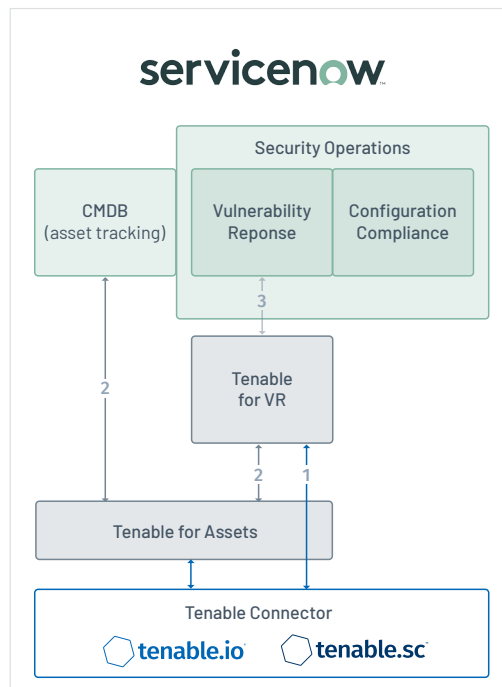 servicenow™
Security Operations
CMDB
(asset tracking)
Vulnerability
Reponse
Configuration
Compliance
3
Tenable
for VR
2
2
1
Tenable for Assets
Tenable Connector
tenable.io
tenable.sc